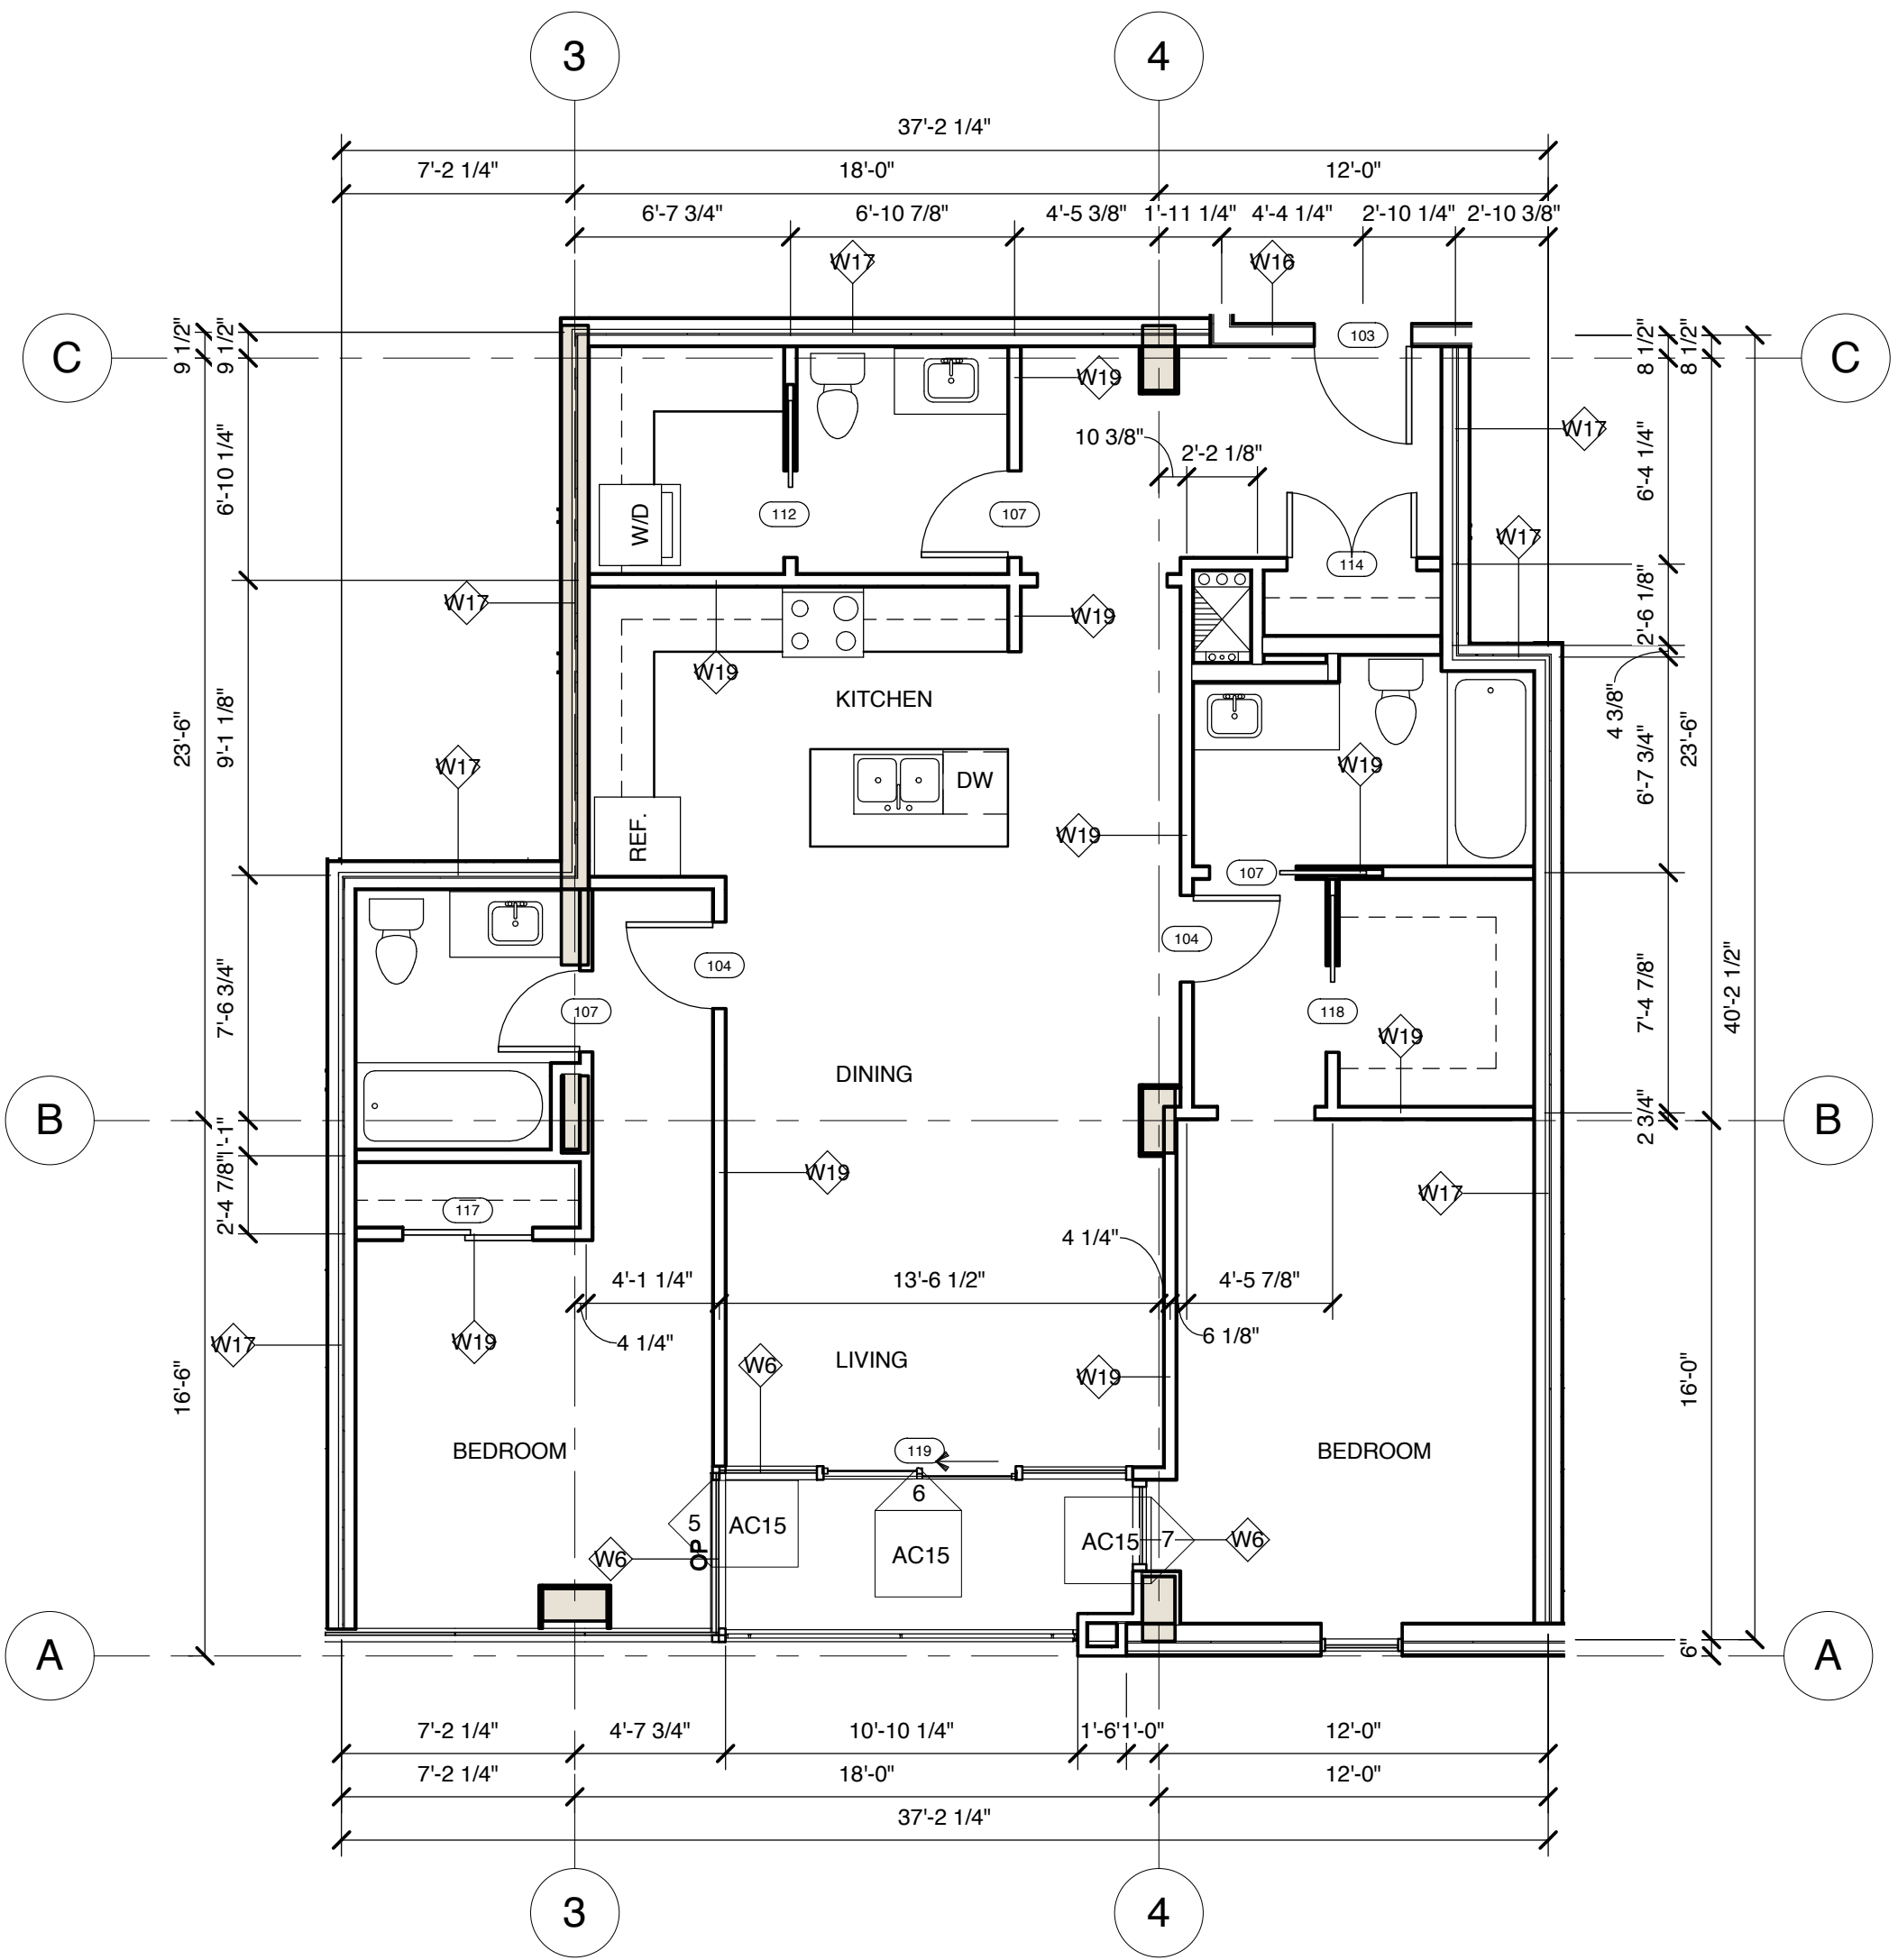 3 4
37'-2 1/4"
7'-2 1/4" 18'-0" 12'-0"
6'-7 3/4" 6'-10 7/8" 4'-5 3/8" 1'-11 1/4" 4'-4 1/4" 2'-10 1/4" 2'-10 3/8"
W17 W16
C 9 1/2" 9 1/2" 103 8 1/2" 8 1/2" C
W19
W17
10 3/8" 2'-2 1/8"
6'-10 1/4" 6'-4 1/4"
W/D 112 107 W17
114
W17 W19 2'-6 1/8"
W19
KITCHEN 4 3/8"
23'-6" 9'-1 1/8" 6'-7 3/4" 23'-6"
W17 DW W19
REF. W19
107
104 104
7'-6 3/4" 7'-4 7/8" 40'-2 1/2"
107 118
W19
DINING
B 2 3/4" B
1'-1"
W19 W17
2'-4 7/8" 117
4 1/4"
4'-1 1/4" 13'-6 1/2" 4'-5 7/8"
W17 W19 4 1/4" 6 1/8"
LIVING
16'-6" W6 W19 16'-0"
BEDROOM 119 BEDROOM
6
5 AC15 AC15 AC15 7 W6
W6 OP
A 6" A
7'-2 1/4" 4'-7 3/4" 10'-10 1/4" 1'-6" 1'-0" 12'-0"
7'-2 1/4" 18'-0" 12'-0"
37'-2 1/4"
3 4